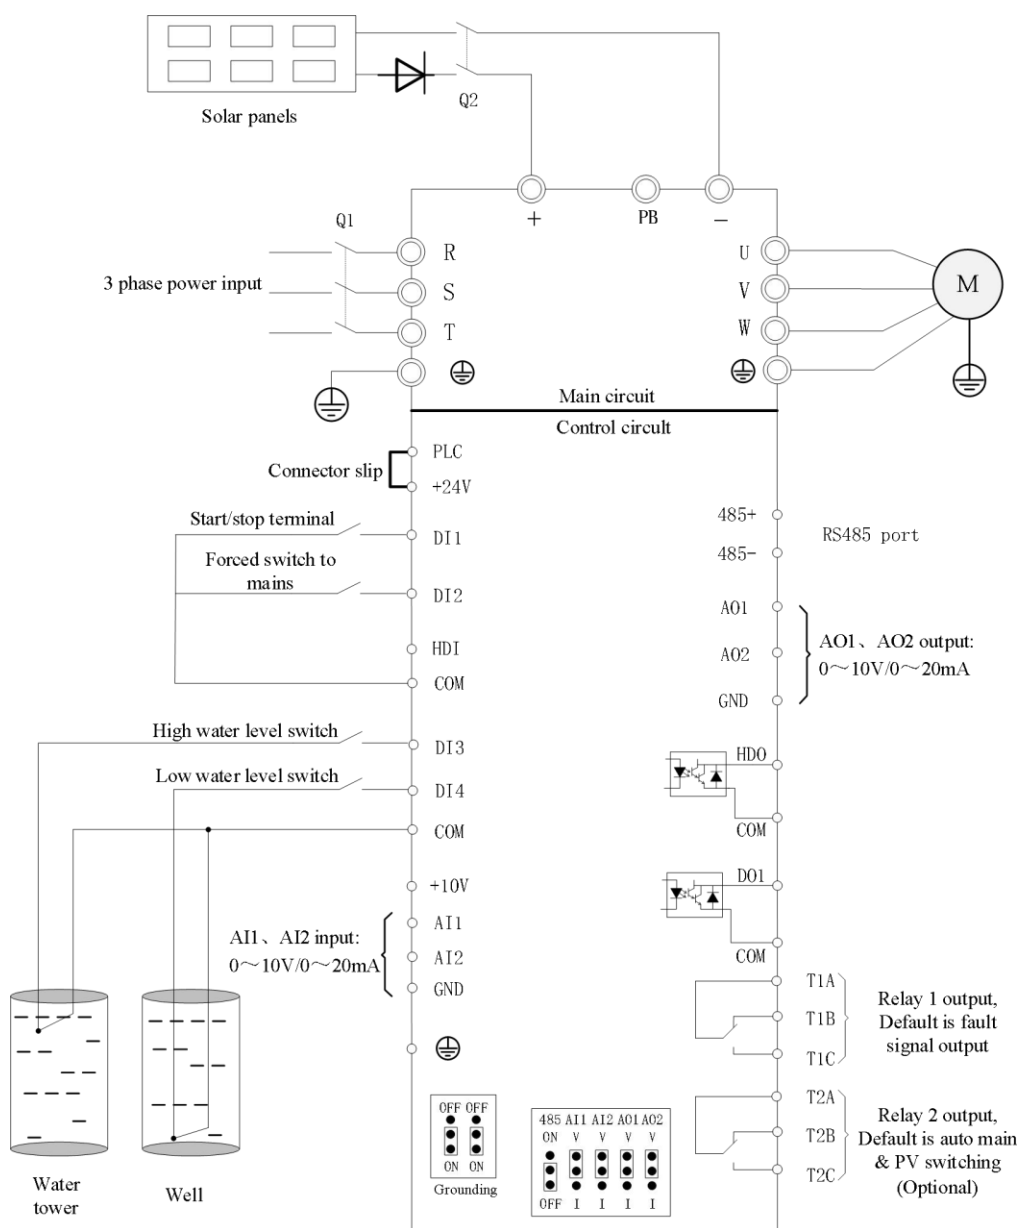 Solar panels
Q2
+
PB
−
Q1
3 phase power input
R
S
T
U
V
W
M
Main circuit
Control circult
Connector slip
PLC
+24V
Start/stop terminal
DI1
Forced switch to
mains
DI2
HDI
COM
High water level switch
DI3
Low water level switch
DI4
COM
+10V
AI1、AI2 input:
0～10V/0～20mA
AI1
AI2
GND
Water
tower
Well
485+
485−
RS485 port
AO1
AO2
GND
AO1、AO2 output:
0～10V/0～20mA
HDO
COM
DO1
COM
T1A
T1B
T1C
Relay 1 output,
Default is fault
signal output
T2A
T2B
T2C
Relay 2 output,
Default is auto main
& PV switching
(Optional)
OFF OFF
ON ON
Grounding
485 AI1 AI2 AO1 AO2
ON V V V V
OFF I I I I